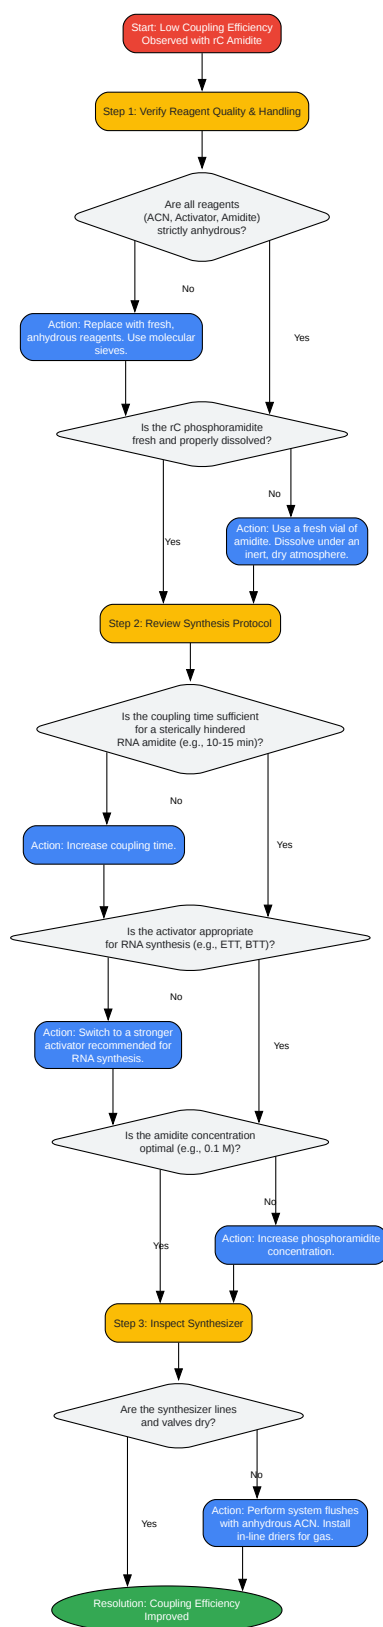 Start: Low Coupling Efficiency
Observed with rC Amidite
Step 1: Verify Reagent Quality & Handling
Are all reagents
(ACN, Activator, Amidite)
strictly anhydrous?
No
Yes
Action: Replace with fresh,
anhydrous reagents. Use molecular
sieves.
Is the rC phosphoramidite
fresh and properly dissolved?
No
Yes
Action: Use a fresh vial of
amidite. Dissolve under an
inert, dry atmosphere.
Step 2: Review Synthesis Protocol
Is the coupling time sufficient
for a sterically hindered
RNA amidite (e.g., 10-15 min)?
No
Yes
Action: Increase coupling time.
Is the activator appropriate
for RNA synthesis (e.g., ETT, BTT)?
No
Yes
Action: Switch to a stronger
activator recommended for
RNA synthesis.
Is the amidite concentration
optimal (e.g., 0.1 M)?
No
Yes
Action: Increase phosphoramidite
concentration.
Step 3: Inspect Synthesizer
Are the synthesizer lines
and valves dry?
No
Yes
Action: Perform system flushes
with anhydrous ACN. Install
in-line driers for gas.
Resolution: Coupling Efficiency
Improved